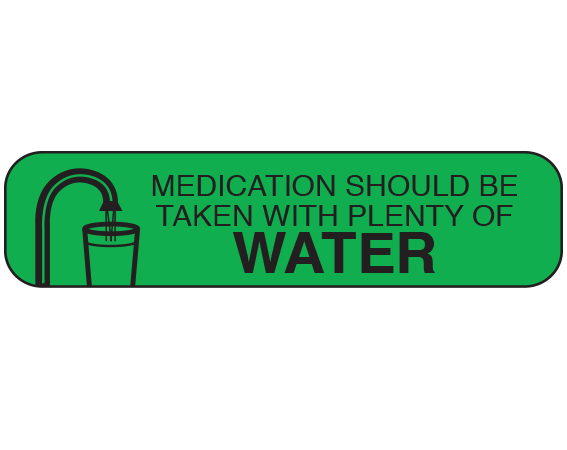 MEDICATION SHOULD BE
TAKEN WITH PLENTY OF
WATER